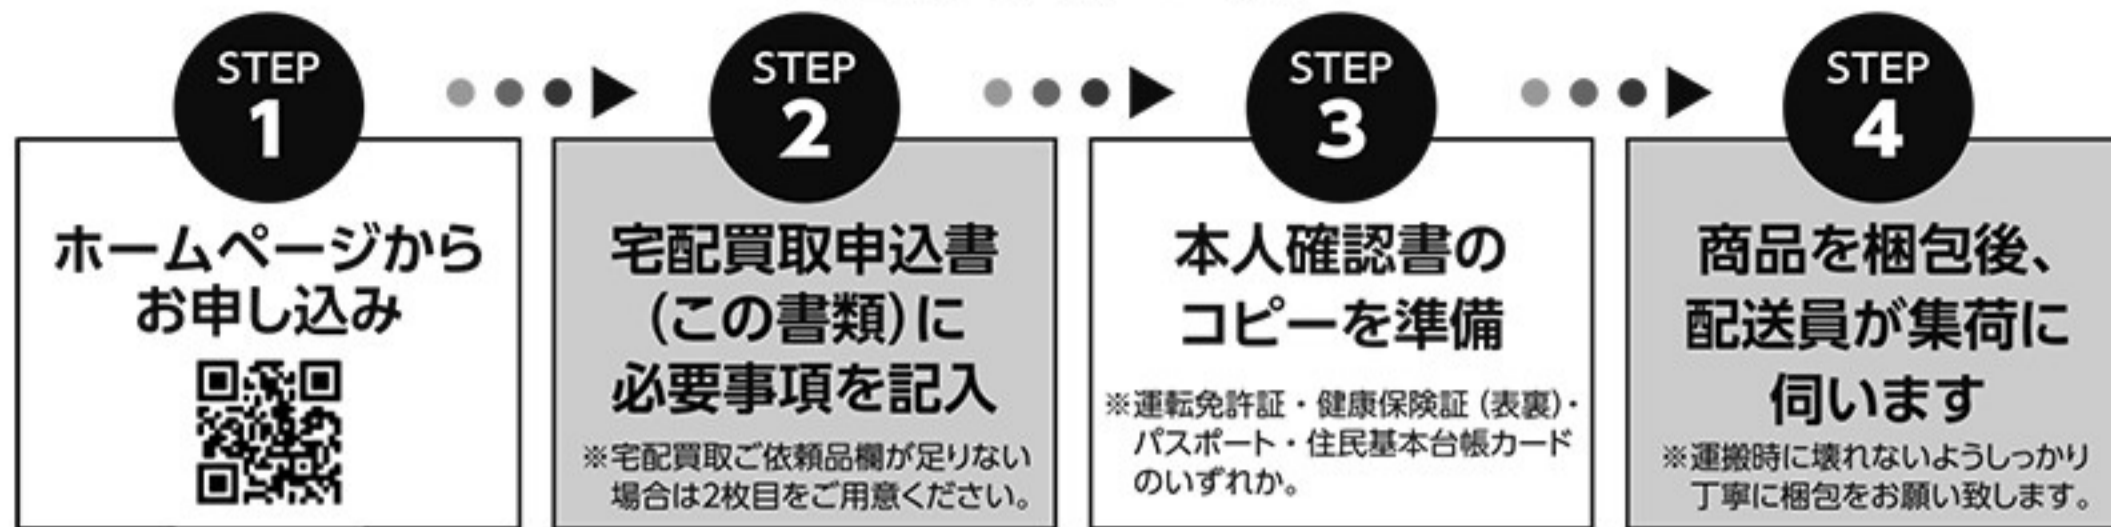 STEP
1
ホームページから
お申し込み
STEP
2
宅配買取申込書
(この書類)に
必要事項を記入
※宅配買取ご依頼品欄が足りない
場合は2枚目をご用意ください。
STEP
3
本人確認書の
コピーを準備
※運転免許証・健康保険証(表裏)・
パスポート・住民基本台帳カード
のいずれか。
STEP
4
商品を梱包後、
配送員が集荷に
伺います
※運搬時に壊れないようしっかり
丁寧に梱包をお願い致します。